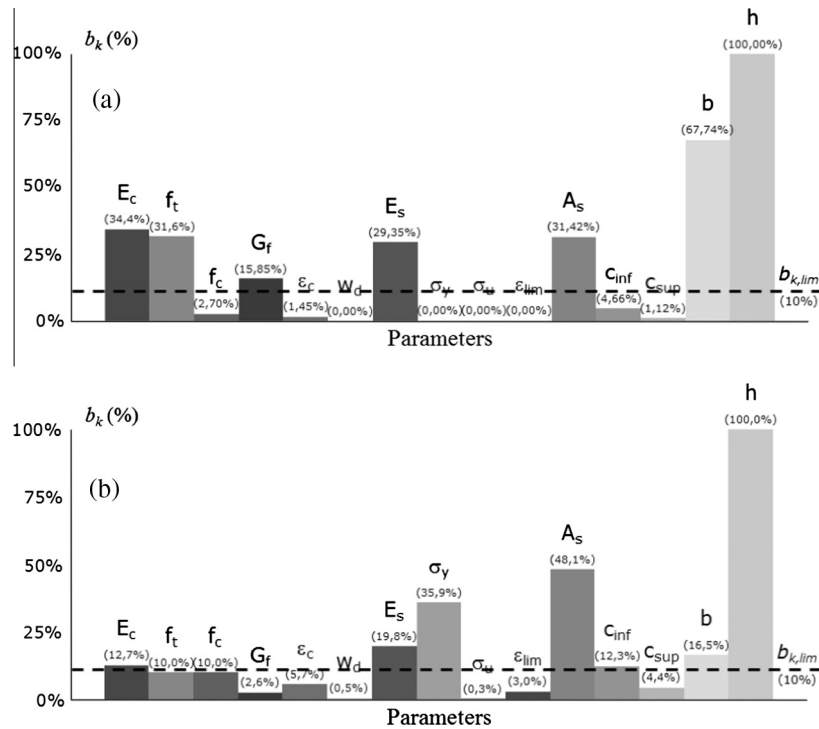 h
b_k (%)
100%
(100,00%)
(a)
b
75%
(67,74%)
50%
E_c
f_t
E_s
A_s
(34,4%)
(31,6%)
G_f
(29,35%)
(31,42%)
25%
(15,85%)
f_c
ε_c
w_d
σ_y
σ_u
ε_lim
c_inf
c_sup
b_k,lim
(2,70%)
(1,45%)
(0,00%)
(0,00%)
(0,00%)
(0,00%)
(4,66%)
(1,12%)
(10%)
0%
Parameters
h
b_k (%)
100%
(100,0%)
(b)
75%
A_s
50%
(48,1%)
σ_y
(35,9%)
E_s
25%
E_c
f_t
f_c
(19,8%)
c_inf
b
(12,7%)
(10,0%)
(10,0%)
G_f
ε_c
w_d
σ_u
ε_lim
(12,3%)
c_sup
(16,5%)
b_k,lim
(2,6%)
(5,7%)
(0,5%)
(0,3%)
(3,0%)
(4,4%)
(10%)
0%
Parameters